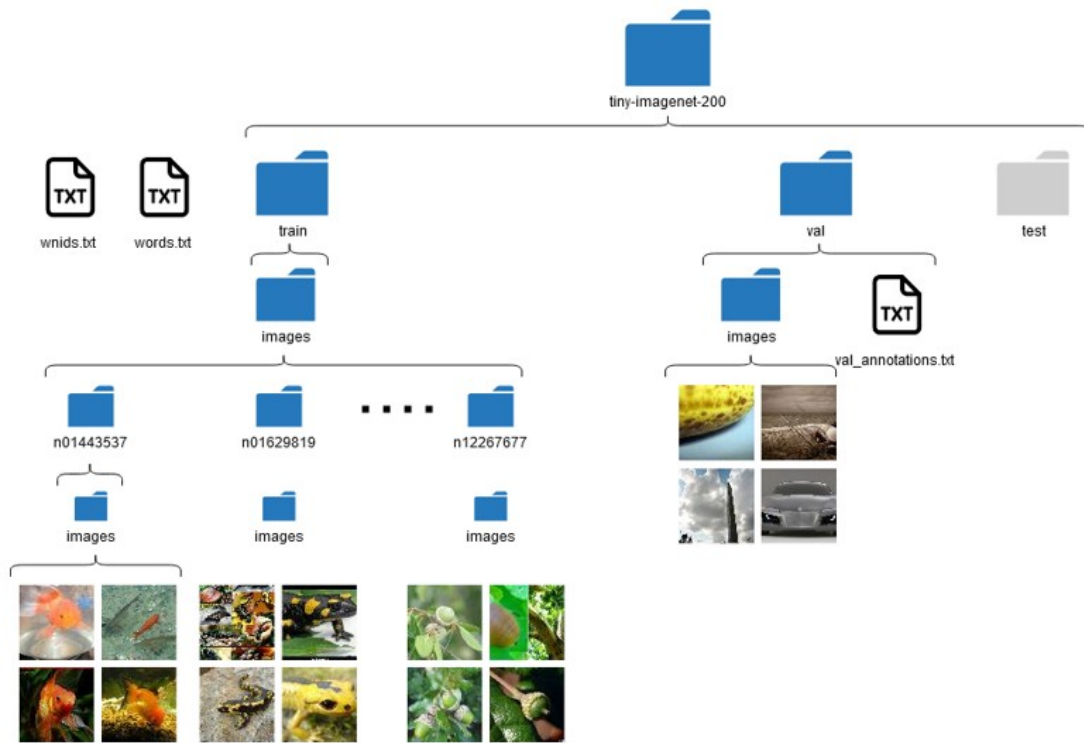 tiny-imagenet-200
TXT
TXT
wnids.txt
words.txt
train
val
test
images
images
TXT
val_annotations.txt
n01443537
n01629819
n12267677
images
images
images